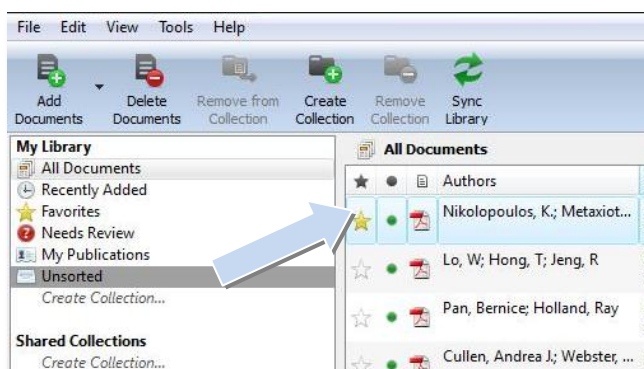 File Edit View Tools Help
Add Documents
Delete Documents
Remove from Collection
Create Collection
Remove Collection
Sync Library
My Library
All Documents
Recently Added
Favorites
Needs Review
My Publications
Unsorted
Create Collection...
Shared Collections
Create Collection...
All Documents
Authors
Nikolopoulos, K.; Metaxiot...
Lo, W; Hong, T; Jeng, R
Pan, Bernice; Holland, Ray
Cullen, Andrea J.; Webster, ...